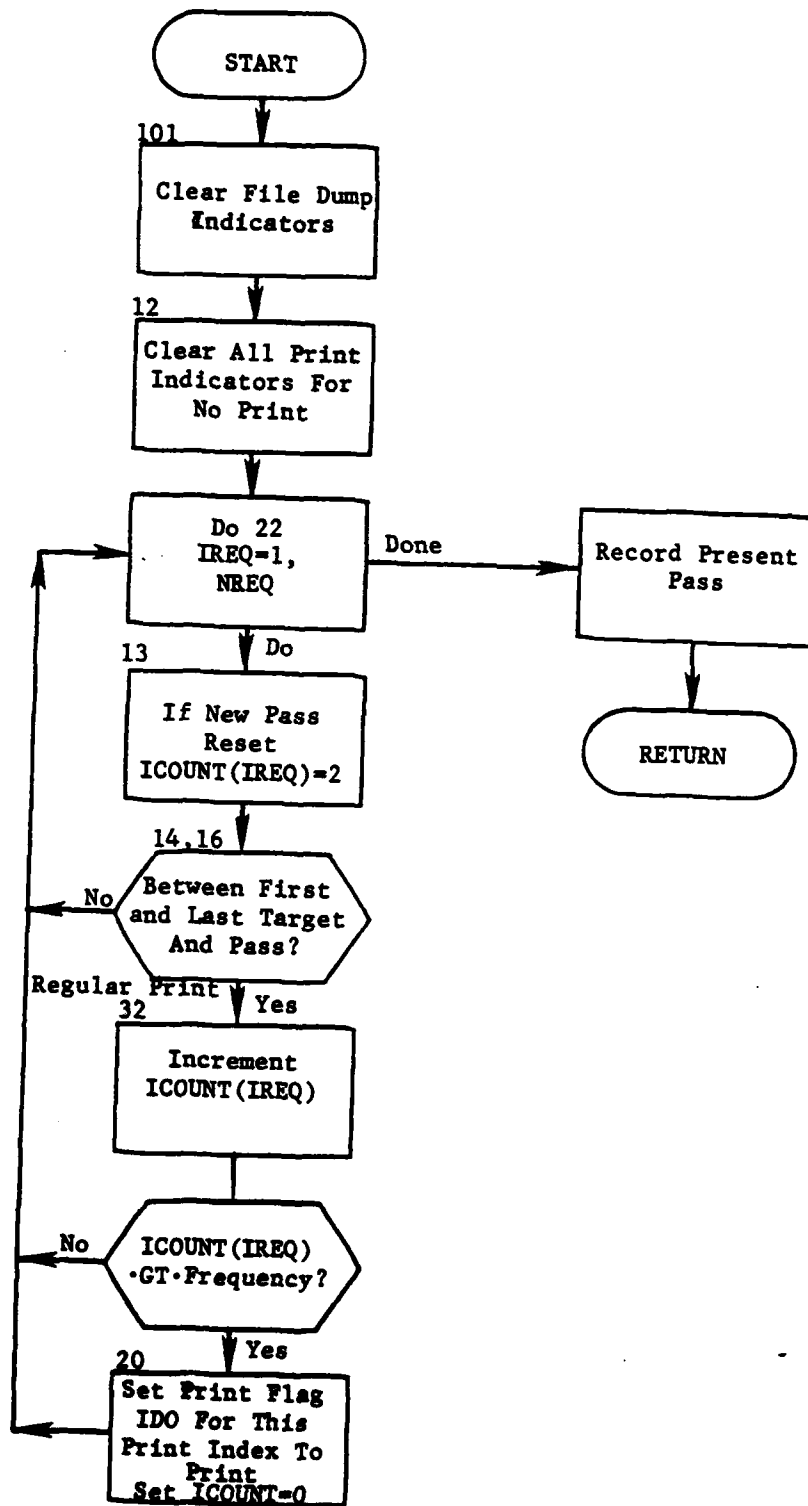 START
101
Clear File Dump
Indicators
12
Clear All Print
Indicators For
No Print
Do 22
IREQ=1,
NREQ
Done
Record Present
Pass
RETURN
Do
13
If New Pass
Reset
ICOUNT(IREQ)=2
14,16
Between First
and Last Target
And Pass?
No
Regular Print
Yes
32
Increment
ICOUNT(IREQ)
ICOUNT(IREQ)
·GT·Frequency?
No
Yes
20
Set Print Flag
IDO For This
Print Index To
Print
Set ICOUNT=0